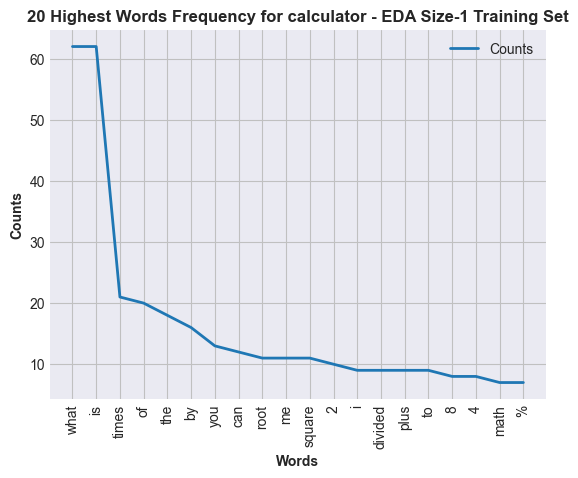 20 Highest Words Frequency for calculator - EDA Size-1 Training Set
Counts
60
50
40
30
20
10
Counts
what
is
times
of
the
by
you
can
root
me
square
2
i
divided
plus
to
8
4
math
%
Words